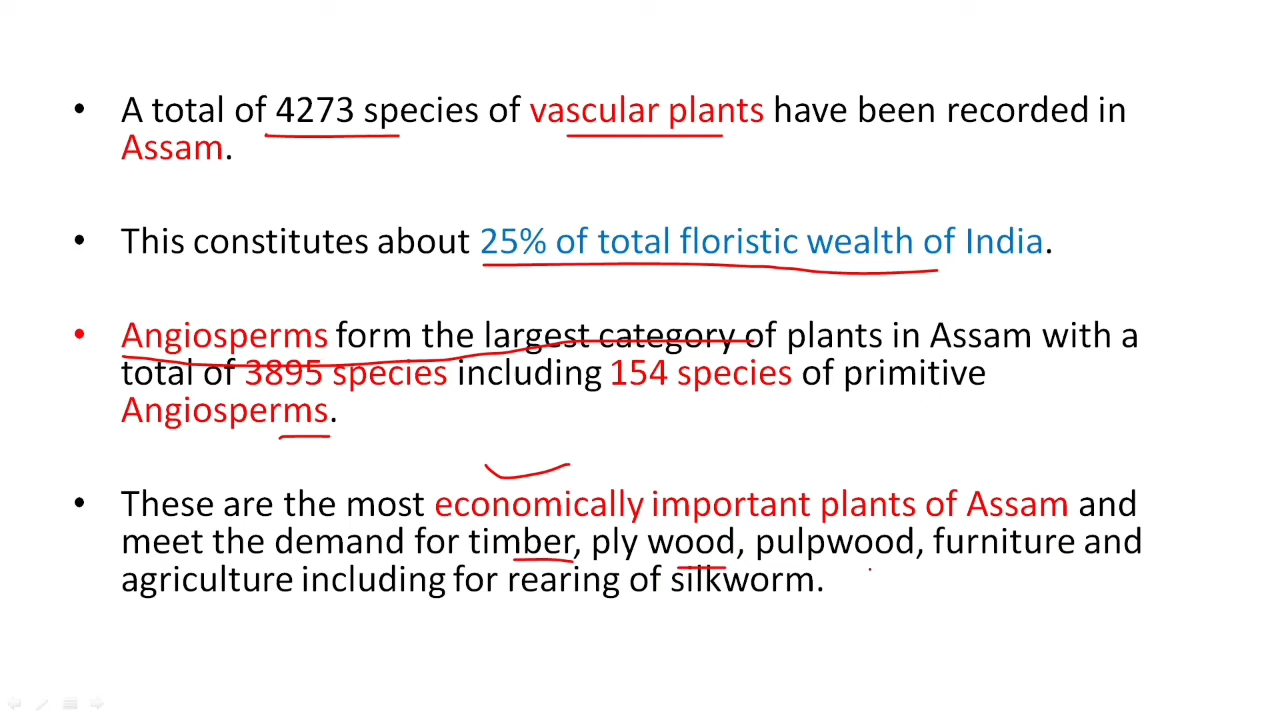 • A total of 4273 species of vascular plants have been recorded in
Assam.
• This constitutes about 25% of total floristic wealth of India.
• Angiosperms form the largest category of plants in Assam with a
total of 3895 species including 154 species of primitive
Angiosperms.
• These are the most economically important plants of Assam and
meet the demand for timber, ply wood, pulpwood, furniture and
agriculture including for rearing of silkworm.